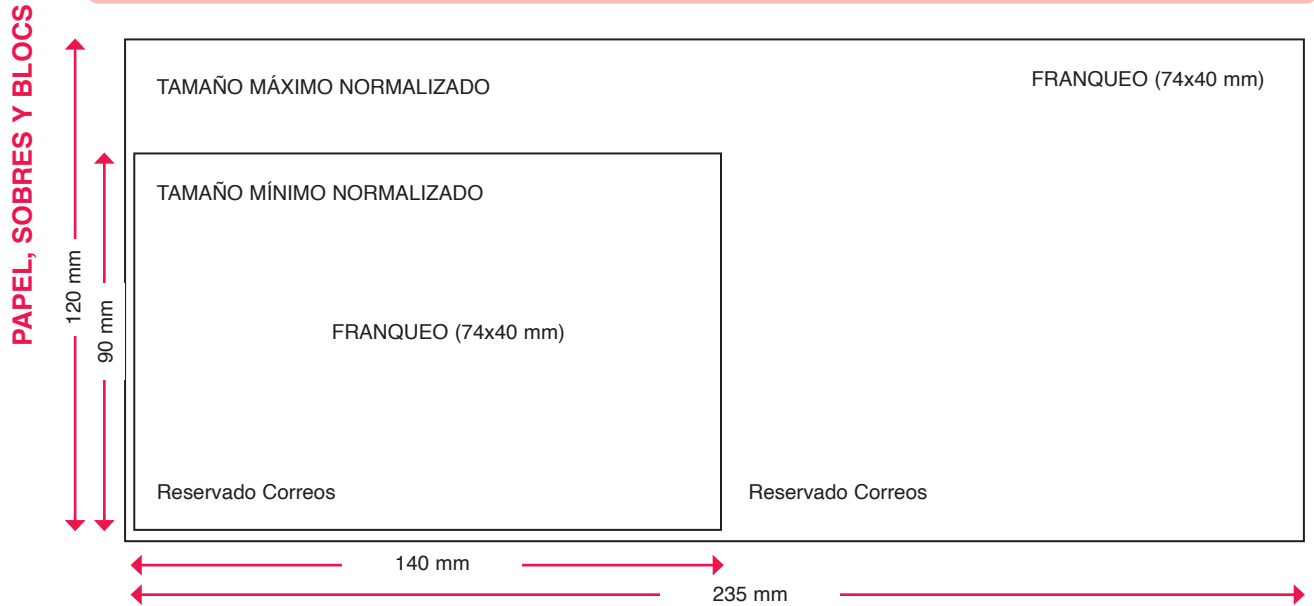 PAPEL, SOBRES Y BLOCS
TAMAÑO MÁXIMO NORMALIZADO
FRANQUEO (74x40 mm)
TAMAÑO MÍNIMO NORMALIZADO
120 mm
90 mm
FRANQUEO (74x40 mm)
Reservado Correos
Reservado Correos
140 mm
235 mm